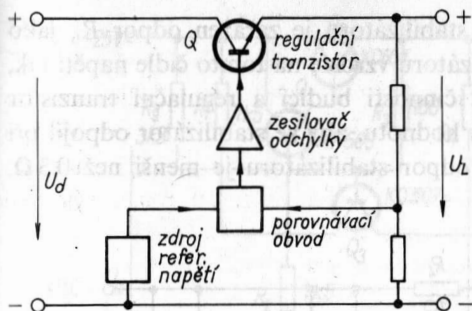 +
+
Q
regulační
tranzistor
zesilovač
odchylky
U_d
U_L
porovnávací
obvod
zdroj
refer.
napětí
−
−